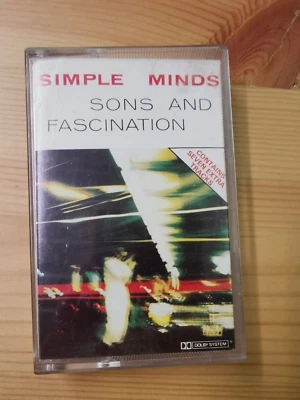 SIMPLE MINDS
SONS AND
FASCINATION
CONTAINS
SEVEN EXTRA
TRACKS
DOLBY SYSTEM